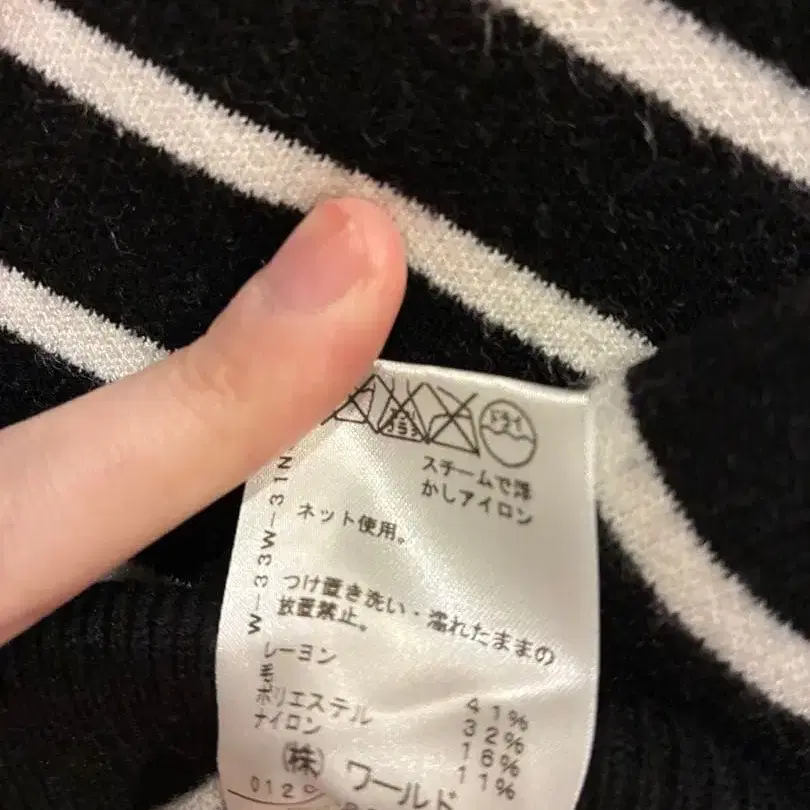 ドライ
スチームで浮
かしアイロン
ネット使用。
つけ置き洗い・濡れたままの
放置禁止。
レーヨン 41%
毛 32%
ポリエステル 16%
ナイロン 11%
(株) ワールド
012
W-33W-31N